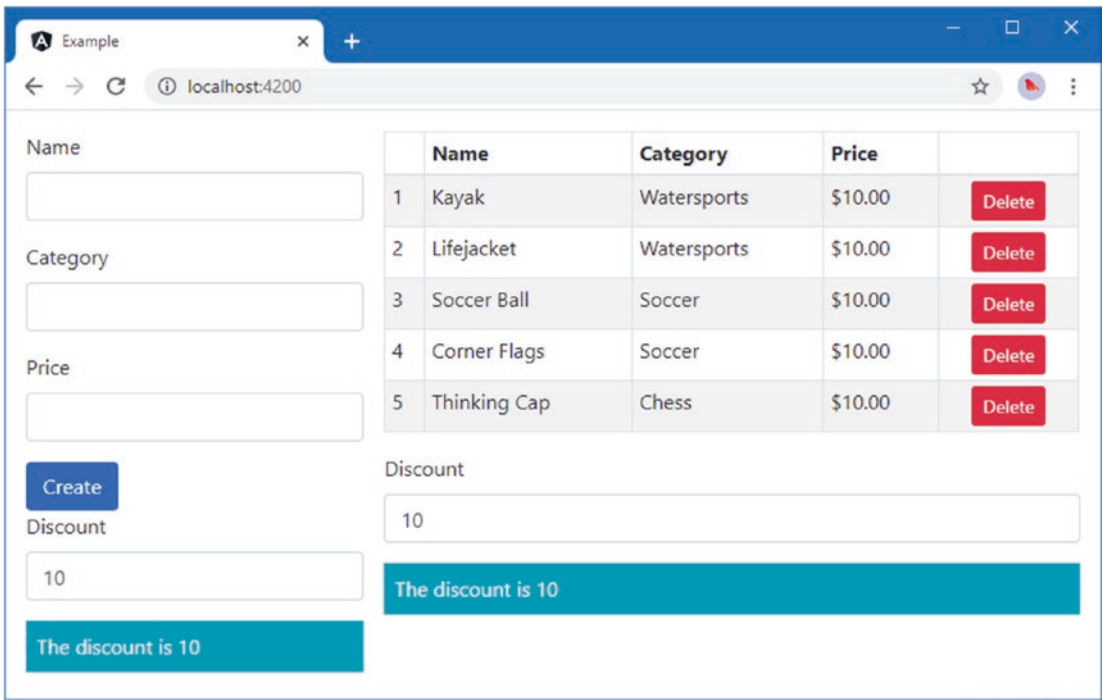 Example
localhost:4200
Name
Category
Price
Create
Discount
10
The discount is 10
Name Category Price
1 Kayak Watersports $10.00 Delete
2 Lifejacket Watersports $10.00 Delete
3 Soccer Ball Soccer $10.00 Delete
4 Corner Flags Soccer $10.00 Delete
5 Thinking Cap Chess $10.00 Delete
Discount
10
The discount is 10